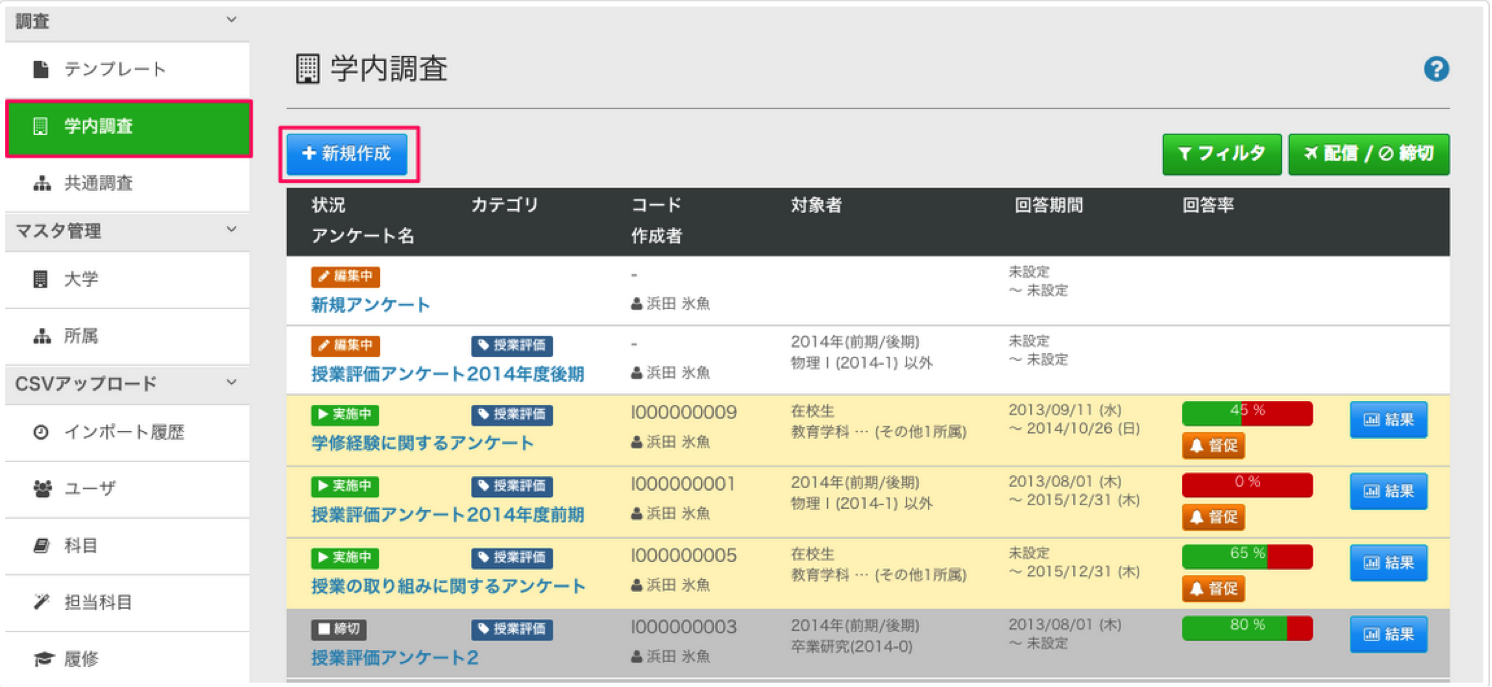 調査
テンプレート
学内調査
共通調査
マスタ管理
大学
所属
CSVアップロード
インポート履歴
ユーザ
科目
担当科目
履修
学内調査
?
+ 新規作成
フィルタ
配信 / 締切
状況 カテゴリ コード 対象者 回答期間 回答率
アンケート名 作成者
編集中 - 未設定
新規アンケート 浜田 氷魚 ～ 未設定
編集中 授業評価 - 2014年(前期/後期) 未設定
授業評価アンケート2014年度後期 浜田 氷魚 物理Ⅰ(2014-1) 以外 ～ 未設定
実施中 授業評価 I000000009 在校生 2013/09/11 (水) 45 % 結果
学修経験に関するアンケート 浜田 氷魚 教育学科 … (その他1所属) ～ 2014/10/26 (日) 督促
実施中 授業評価 I000000001 2014年(前期/後期) 2013/08/01 (木) 0 % 結果
授業評価アンケート2014年度前期 浜田 氷魚 物理Ⅰ(2014-1) 以外 ～ 2015/12/31 (木) 督促
実施中 授業評価 I000000005 在校生 未設定 65 % 結果
授業の取り組みに関するアンケート 浜田 氷魚 教育学科 … (その他1所属) ～ 2015/12/31 (木) 督促
締切 授業評価 I000000003 2014年(前期/後期) 2013/08/01 (木) 80 % 結果
授業評価アンケート2 浜田 氷魚 卒業研究(2014-0) ～ 未設定